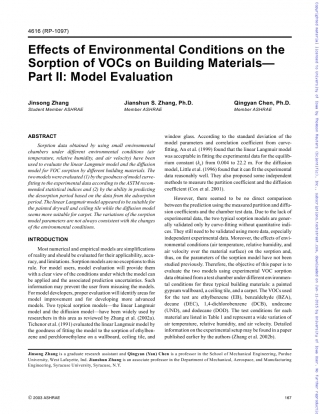 4616 (RP-1097)
Effects of Environmental Conditions on the
Sorption of VOCs on Building Materials—
Part II: Model Evaluation
Jinsong Zhang
Student Member ASHRAE
Jianshun S. Zhang, Ph.D.
Member ASHRAE
Qingyan Chen, Ph.D.
Member ASHRAE
ABSTRACT
Sorption data obtained by using small environmental
chambers under different environmental conditions (air
temperature, relative humidity, and air velocity) have been
used to evaluate the linear Langmuir model and the diffusion
model for VOC sorption by different building materials. The
two models were evaluated (1) by the goodness of model curve
fitting to the experimental data according to the ASTM recom-
mended statistical indices and (2) by the ability in predicting
the desorption period based on the data from the adsorption
period. The linear Langmuir model appeared to be suitable for
the painted drywall and ceiling tile while the diffusion model
seems more suitable for carpet. The variations of the sorption
model parameters are not always consistent with the changes
of the environmental conditions.
INTRODUCTION
Most numerical and empirical models are simplifications
of reality and should be evaluated for their applicability, accu-
racy, and limitations. Sorption models are no exception to this
rule. For model users, model evaluation will provide them
with a clear view of the conditions under which the model can
be applied and the associated prediction uncertainties. Such
information may prevent the user from misusing the models.
For model developers, proper evaluation will identify areas for
model improvement and for developing more advanced
models. Two typical sorption models—the linear Langmuir
model and the diffusion model—have been widely used by
researchers in this area as reviewed by Zhang et al. (2002a).
Tichenor et al. (1991) evaluated the linear Langmuir model by
the goodness of fitting the model to the sorption of ethylben-
zene and perchloroethylene on a wallboard, ceiling tile, and
window glass. According to the standard deviation of the
model parameters and correlation coefficient from curve-
fitting, An et al. (1999) found that the linear Langmuir model
was acceptable in fitting the experimental data for the equilib-
rium constant (kₑ) from 0.004 to 22.2 m. For the diffusion
model, Little et al. (1996) found that it can fit the experimental
data reasonably well. They also proposed some independent
methods to measure the partition coefficient and the diffusion
coefficient (Cox et al. 2001).
However, there seemed to be no direct comparison
between the prediction using the measured partition and diffu-
sion coefficients and the chamber test data. Due to the lack of
experimental data, the two typical sorption models are gener-
ally validated only by curve-fitting without quantitative indi-
ces. They still need to be validated using more data, especially
independent experimental data. Moreover, the effects of envi-
ronmental conditions (air temperature, relative humidity, and
air velocity over the material surface) on the sorption and,
thus, on the parameters of the sorption model have not been
studied previously. Therefore, the objective of this paper is to
evaluate the two models using experimental VOC sorption
data obtained from a test chamber under different environmen-
tal conditions for three typical building materials: a painted
gypsum wallboard, a ceiling tile, and a carpet. The VOCs used
for the test are ethylbenzene (EB), benzaldehyde (BZA),
decane (DEC), 1,4-dichlorobenzene (DCB), undecane
(UND), and dodecane (DOD). The test conditions for each
material are listed in Table 1 and represent a wide variation of
air temperature, relative humidity, and air velocity. Detailed
information on the experimental setup may be found in a paper
published earlier by the authors (Zhang et al. 2002b).
Jinsong Zhang is a graduate research assistant and Qingyan (Yan) Chen is a professor in the School of Mechanical Engineering, Purdue
University, West Lafayette, Ind. Jianshun Zhang is an associate professor in the Department of Mechanical, Aerospace, and Manufacturing
Engineering, Syracuse University, Syracuse, N.Y.
© 2003 ASHRAE
167